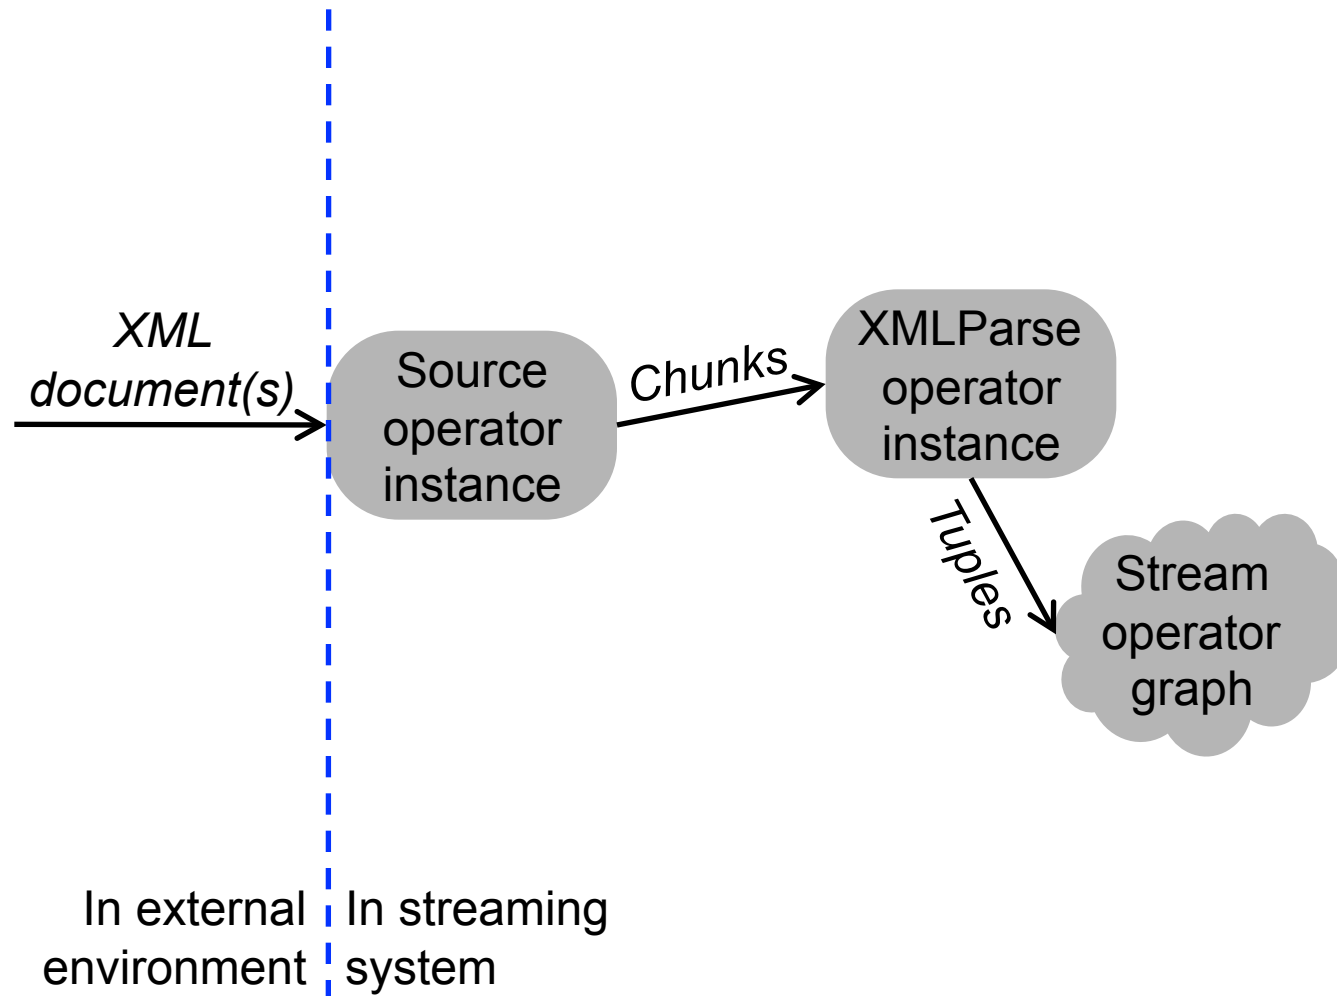 XML
document(s)
Source
operator
instance
Chunks
XMLParse
operator
instance
Tuples
Stream
operator
graph
In external
environment
In streaming
system